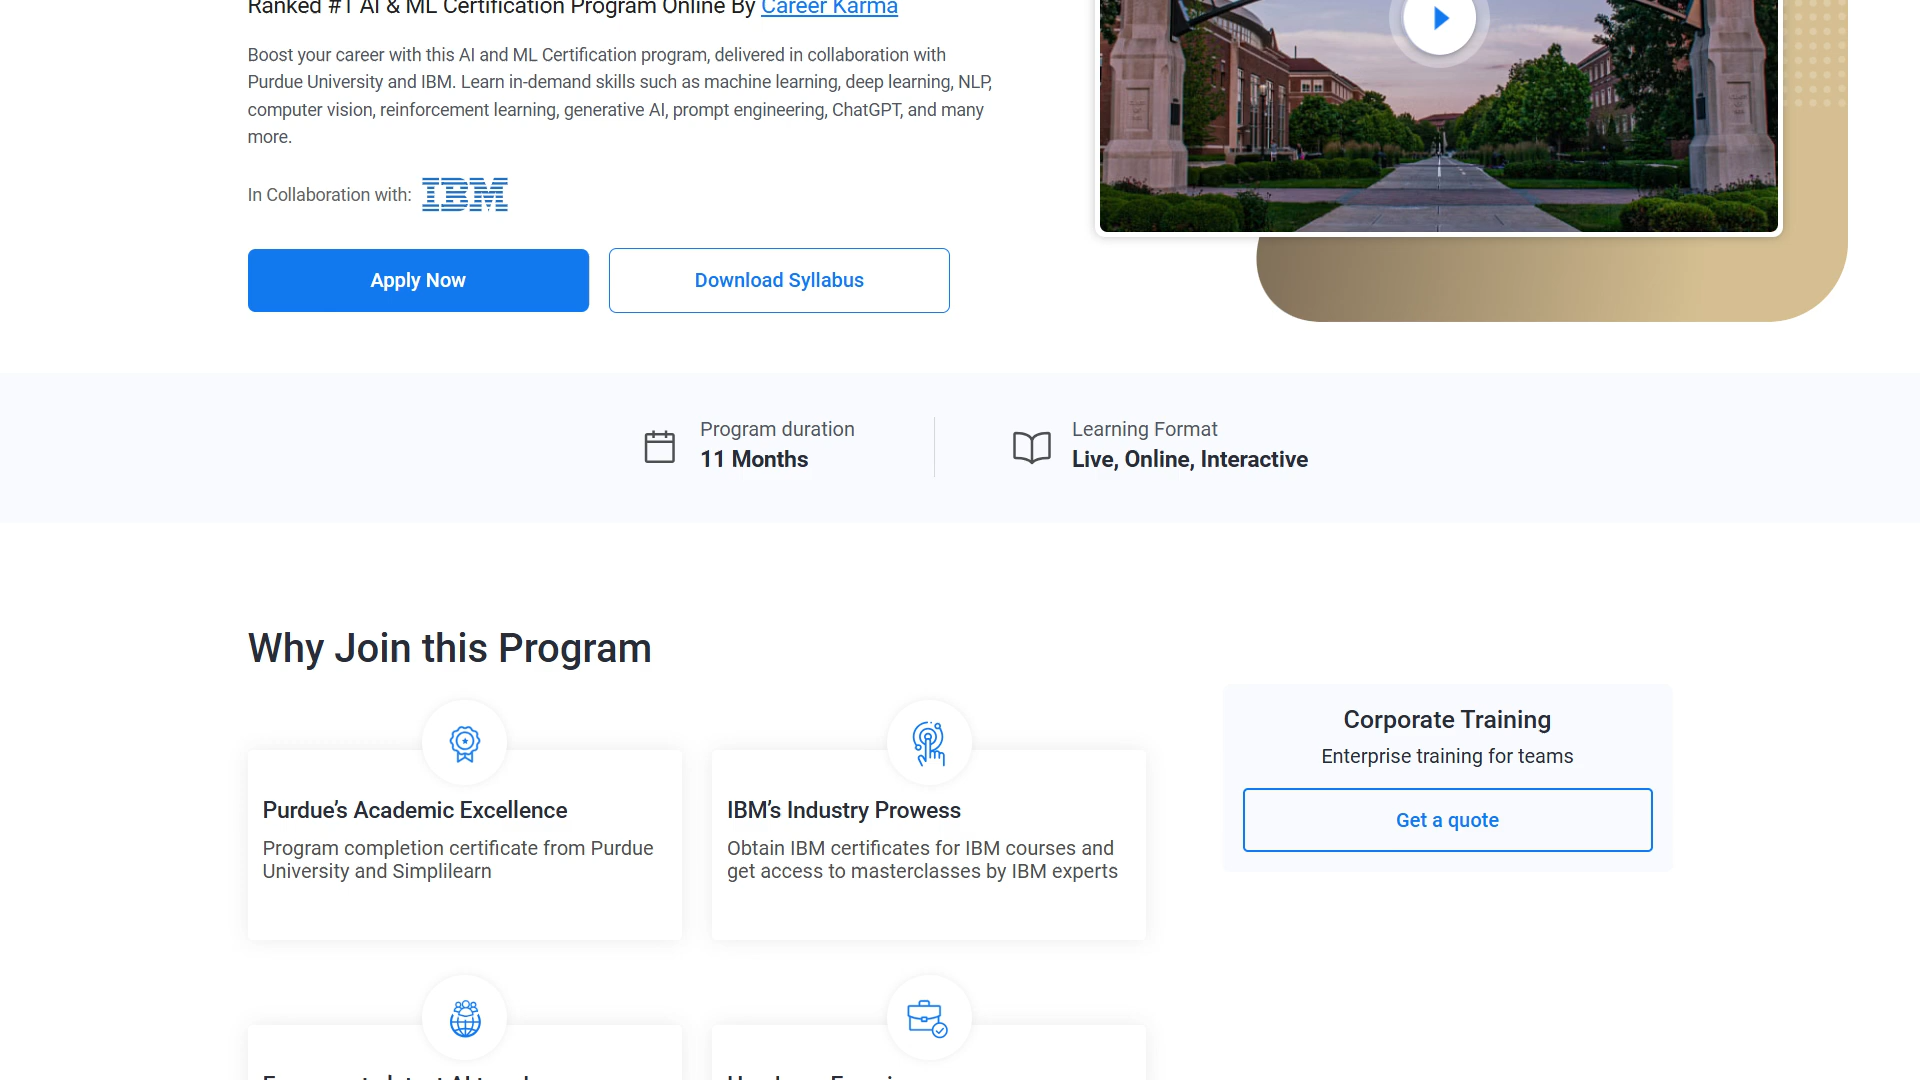 Ranked #1 AI & ML Certification Program Online By Career Karma
Boost your career with this AI and ML Certification program, delivered in collaboration with
Purdue University and IBM. Learn in-demand skills such as machine learning, deep learning, NLP,
computer vision, reinforcement learning, generative AI, prompt engineering, ChatGPT, and many
more.
In Collaboration with: IBM
Apply Now
Download Syllabus
Program duration
11 Months
Learning Format
Live, Online, Interactive
Why Join this Program
Purdue’s Academic Excellence
Program completion certificate from Purdue
University and Simplilearn
IBM’s Industry Prowess
Obtain IBM certificates for IBM courses and
get access to masterclasses by IBM experts
Corporate Training
Enterprise training for teams
Get a quote